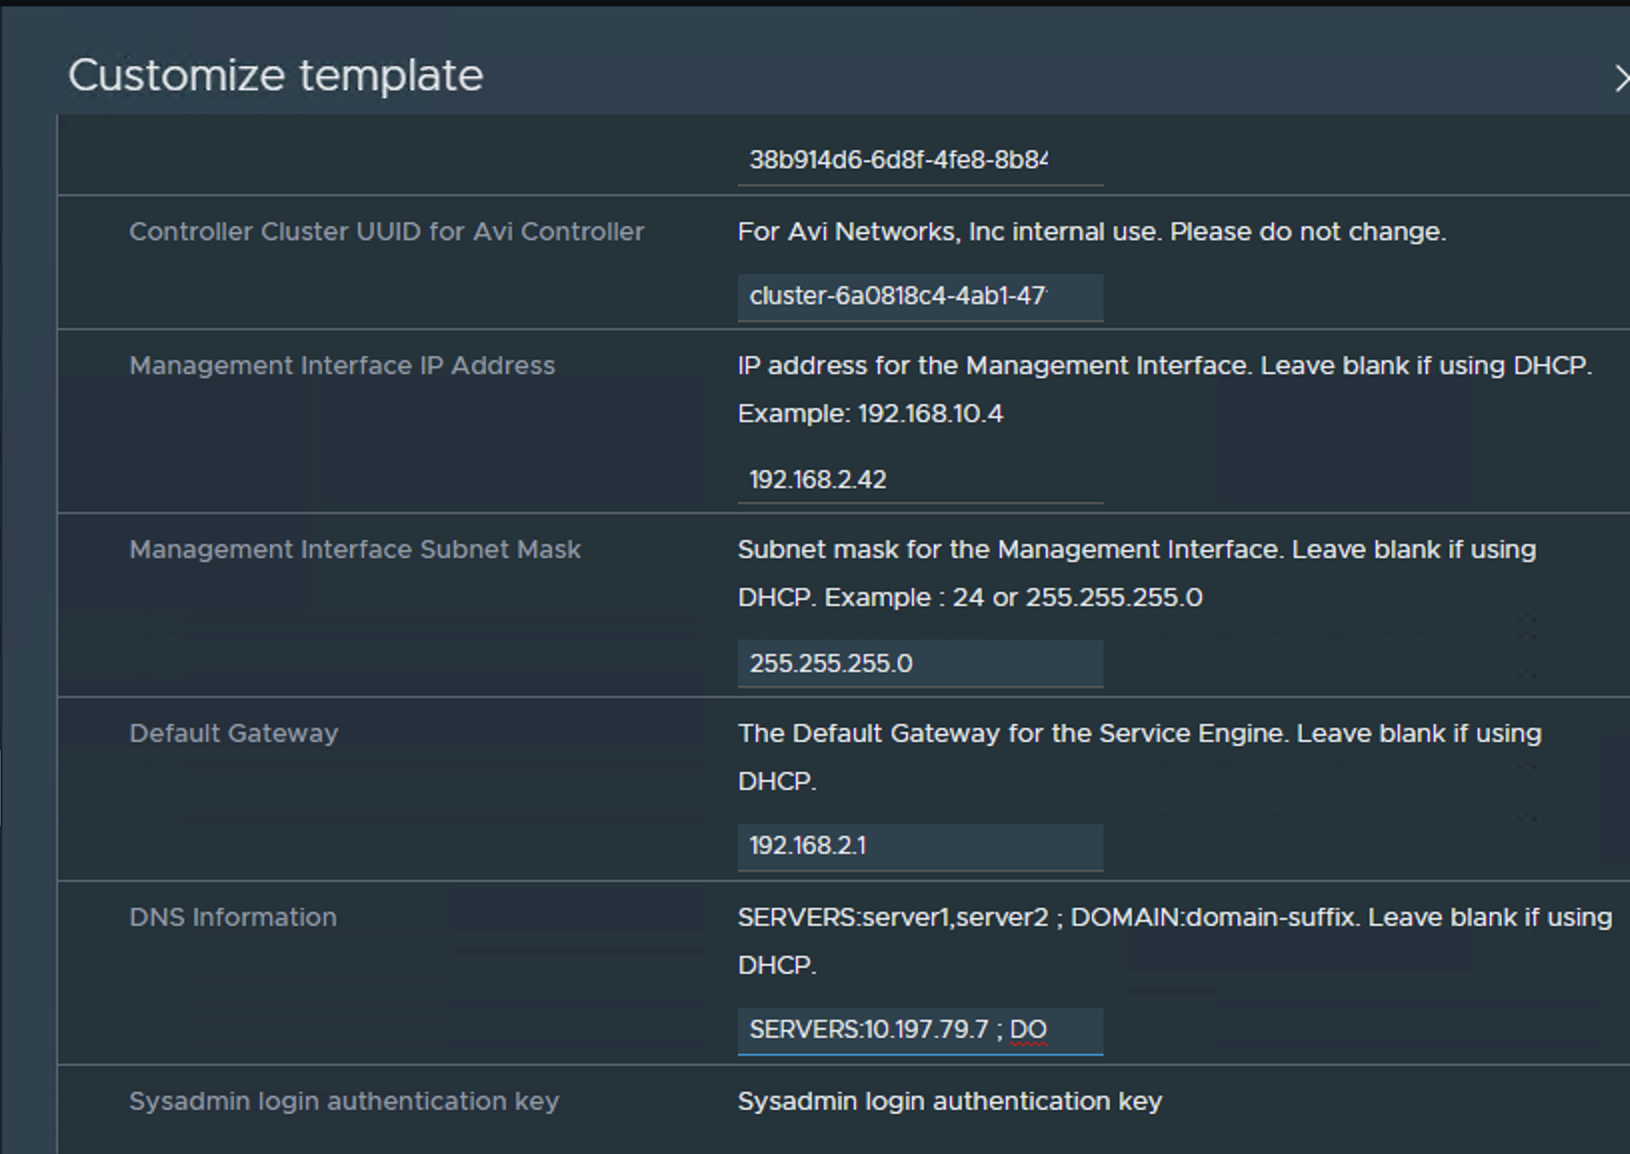 Customize template
38b914d6-6d8f-4fe8-8b84
Controller Cluster UUID for Avi Controller
For Avi Networks, Inc internal use. Please do not change.
cluster-6a0818c4-4ab1-47
Management Interface IP Address
IP address for the Management Interface. Leave blank if using DHCP.
Example: 192.168.10.4
192.168.2.42
Management Interface Subnet Mask
Subnet mask for the Management Interface. Leave blank if using
DHCP. Example : 24 or 255.255.255.0
255.255.255.0
Default Gateway
The Default Gateway for the Service Engine. Leave blank if using
DHCP.
192.168.2.1
DNS Information
SERVERS:server1,server2 ; DOMAIN:domain-suffix. Leave blank if using
DHCP.
SERVERS:10.197.79.7 ; DO
Sysadmin login authentication key
Sysadmin login authentication key